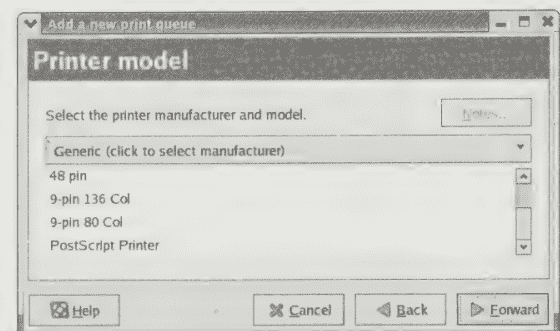 Add a new print queue
Printer model
Select the printer manufacturer and model.
Notes...
Generic (click to select manufacturer)
48 pin
9-pin 136 Col
9-pin 80 Col
PostScript Printer
Help
Cancel
Back
Forward